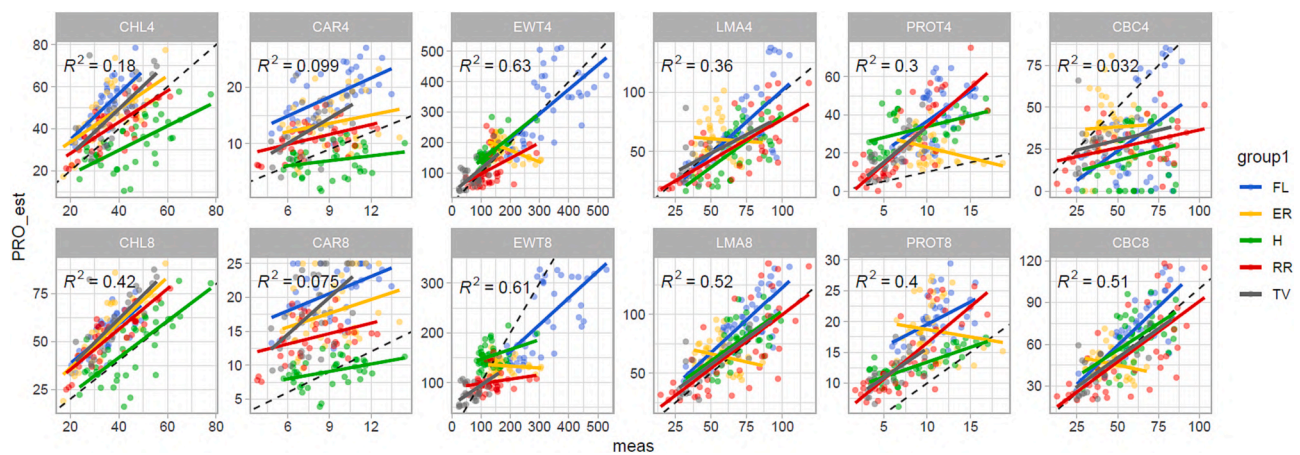 CHL4 CAR4 EWT4 LMA4 PROT4 CBC4
R² = 0.18 R² = 0.099 R² = 0.63 R² = 0.36 R² = 0.3 R² = 0.032
80 60 40 20
20 10
500 400 300 200 100
100 50
60 40 20 0
75 50 25 0
20 40 60 80
6 9 12
0 100 200 300 400 500
25 50 75 100
5 10 15
25 50 75 100
CHL8 CAR8 EWT8 LMA8 PROT8 CBC8
R² = 0.42 R² = 0.075 R² = 0.61 R² = 0.52 R² = 0.4 R² = 0.51
75 50 25
25 20 15 10 5
300 200 100
100 50
30 25 20 15 10
120 90 60 30
20 40 60 80
6 9 12
0 100 200 300 400 500
25 50 75 100
5 10 15
25 50 75 100
PRO_est
meas
group1
FL
ER
H
RR
TV